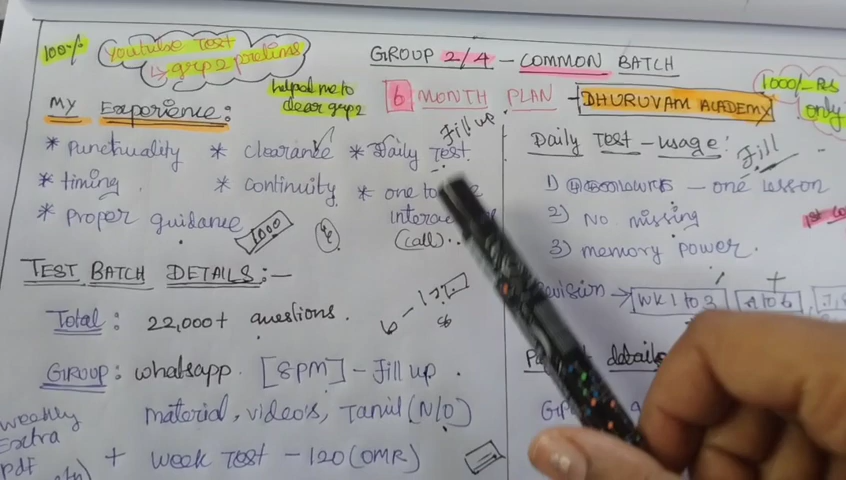 100%
Youtube Test
↳ grp 2 prelims
GROUP 2/4 - COMMON BATCH
helped me to
clear grp2
6 MONTH PLAN - DHURUVAM ACADEMY
1000/- Rs
only
MY Experience:
* Punctuality * Clearance * Daily Test
Fill up
* timing * Continuity * one to
* Proper guidance
(call)..
1000
Daily Test - usage:
Fill
1) - one lesson
2) No missing
3) memory power.
TEST BATCH DETAILS:-
Revision → WK 1 to 3
Total: 22,000+ questions.
details
GROUP: whatsapp. [8PM] - Fill up.
weekly
Extra
pdf
material, videos, Tamil (N/O)
+ week TEST - 120 (OMR)